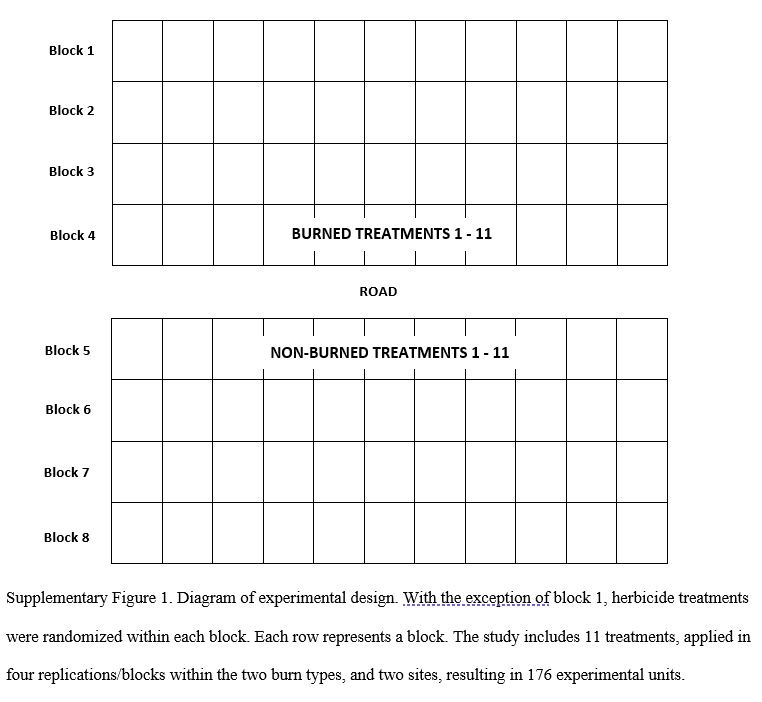 Block 1
Block 2
Block 3
Block 4
BURNED TREATMENTS 1 - 11
ROAD
Block 5
NON-BURNED TREATMENTS 1 - 11
Block 6
Block 7
Block 8
Supplementary Figure 1. Diagram of experimental design. With the exception of block 1, herbicide treatments
were randomized within each block. Each row represents a block. The study includes 11 treatments, applied in
four replications/blocks within the two burn types, and two sites, resulting in 176 experimental units.